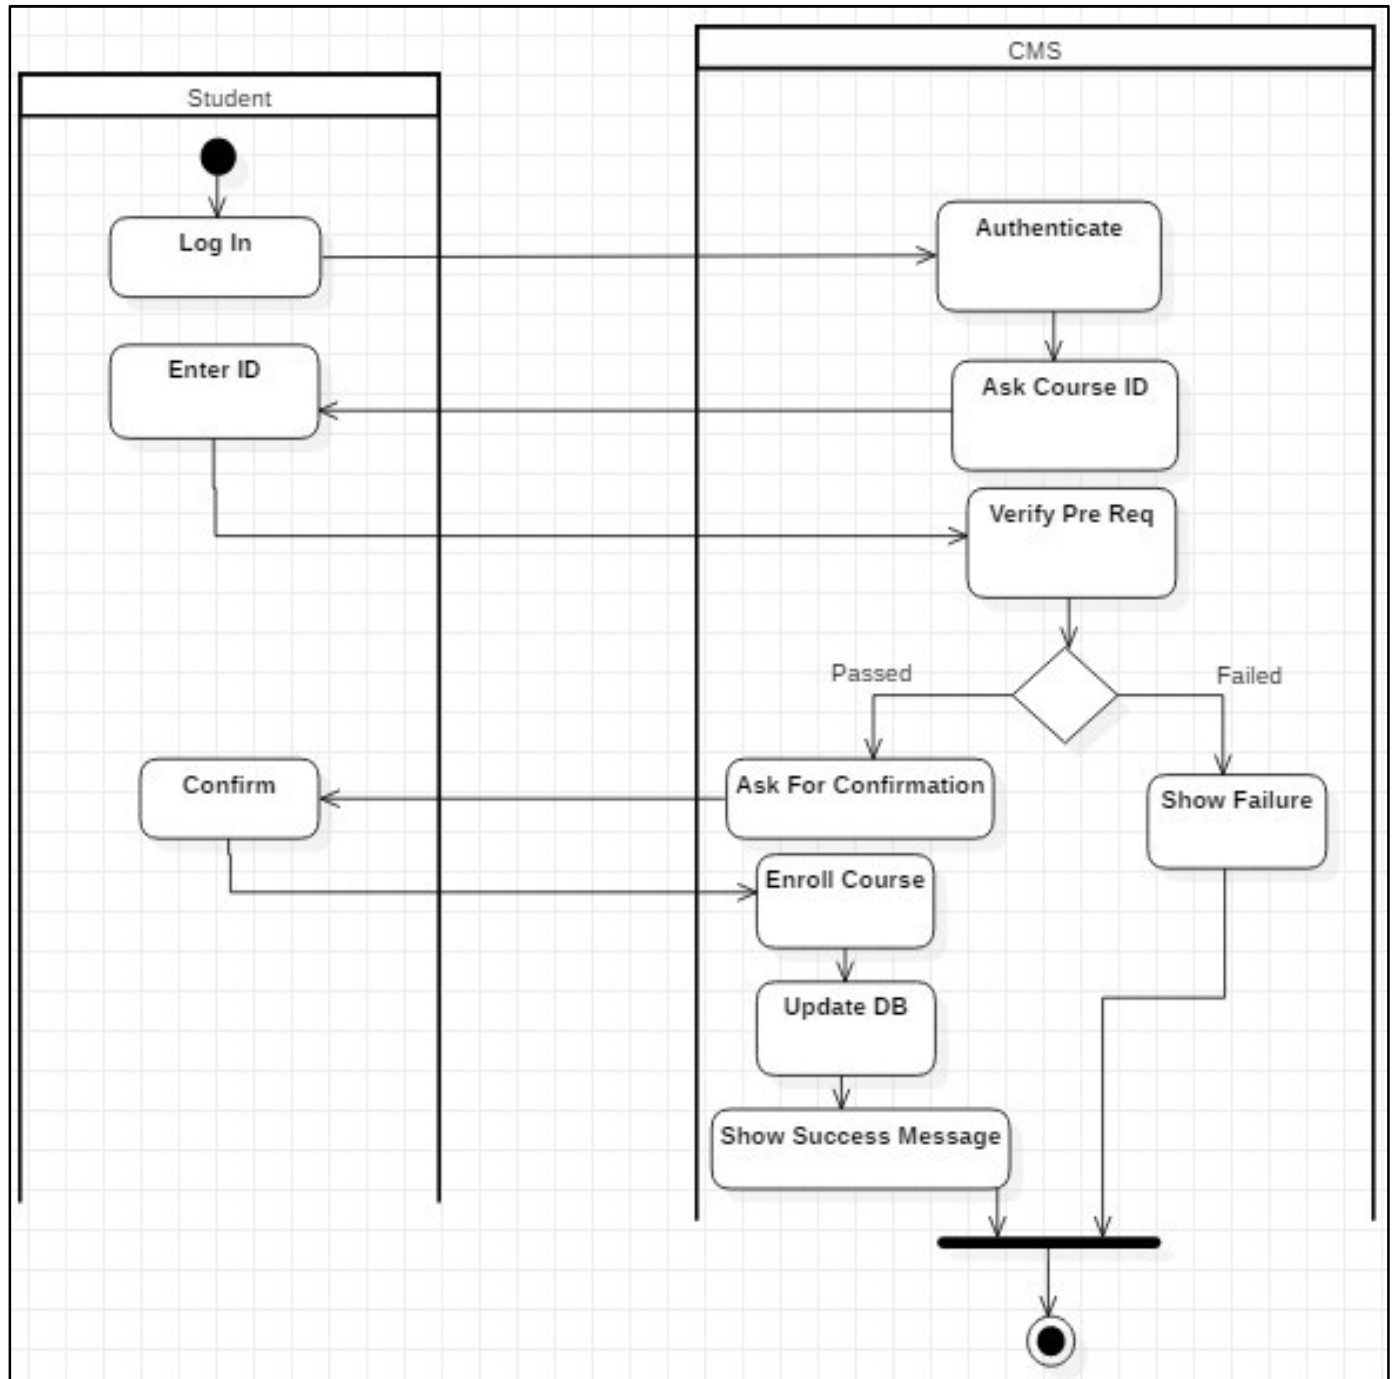 CMS
Student
Log In
Authenticate
Enter ID
Ask Course ID
Verify Pre Req
Passed
Failed
Confirm
Ask For Confirmation
Show Failure
Enroll Course
Update DB
Show Success Message